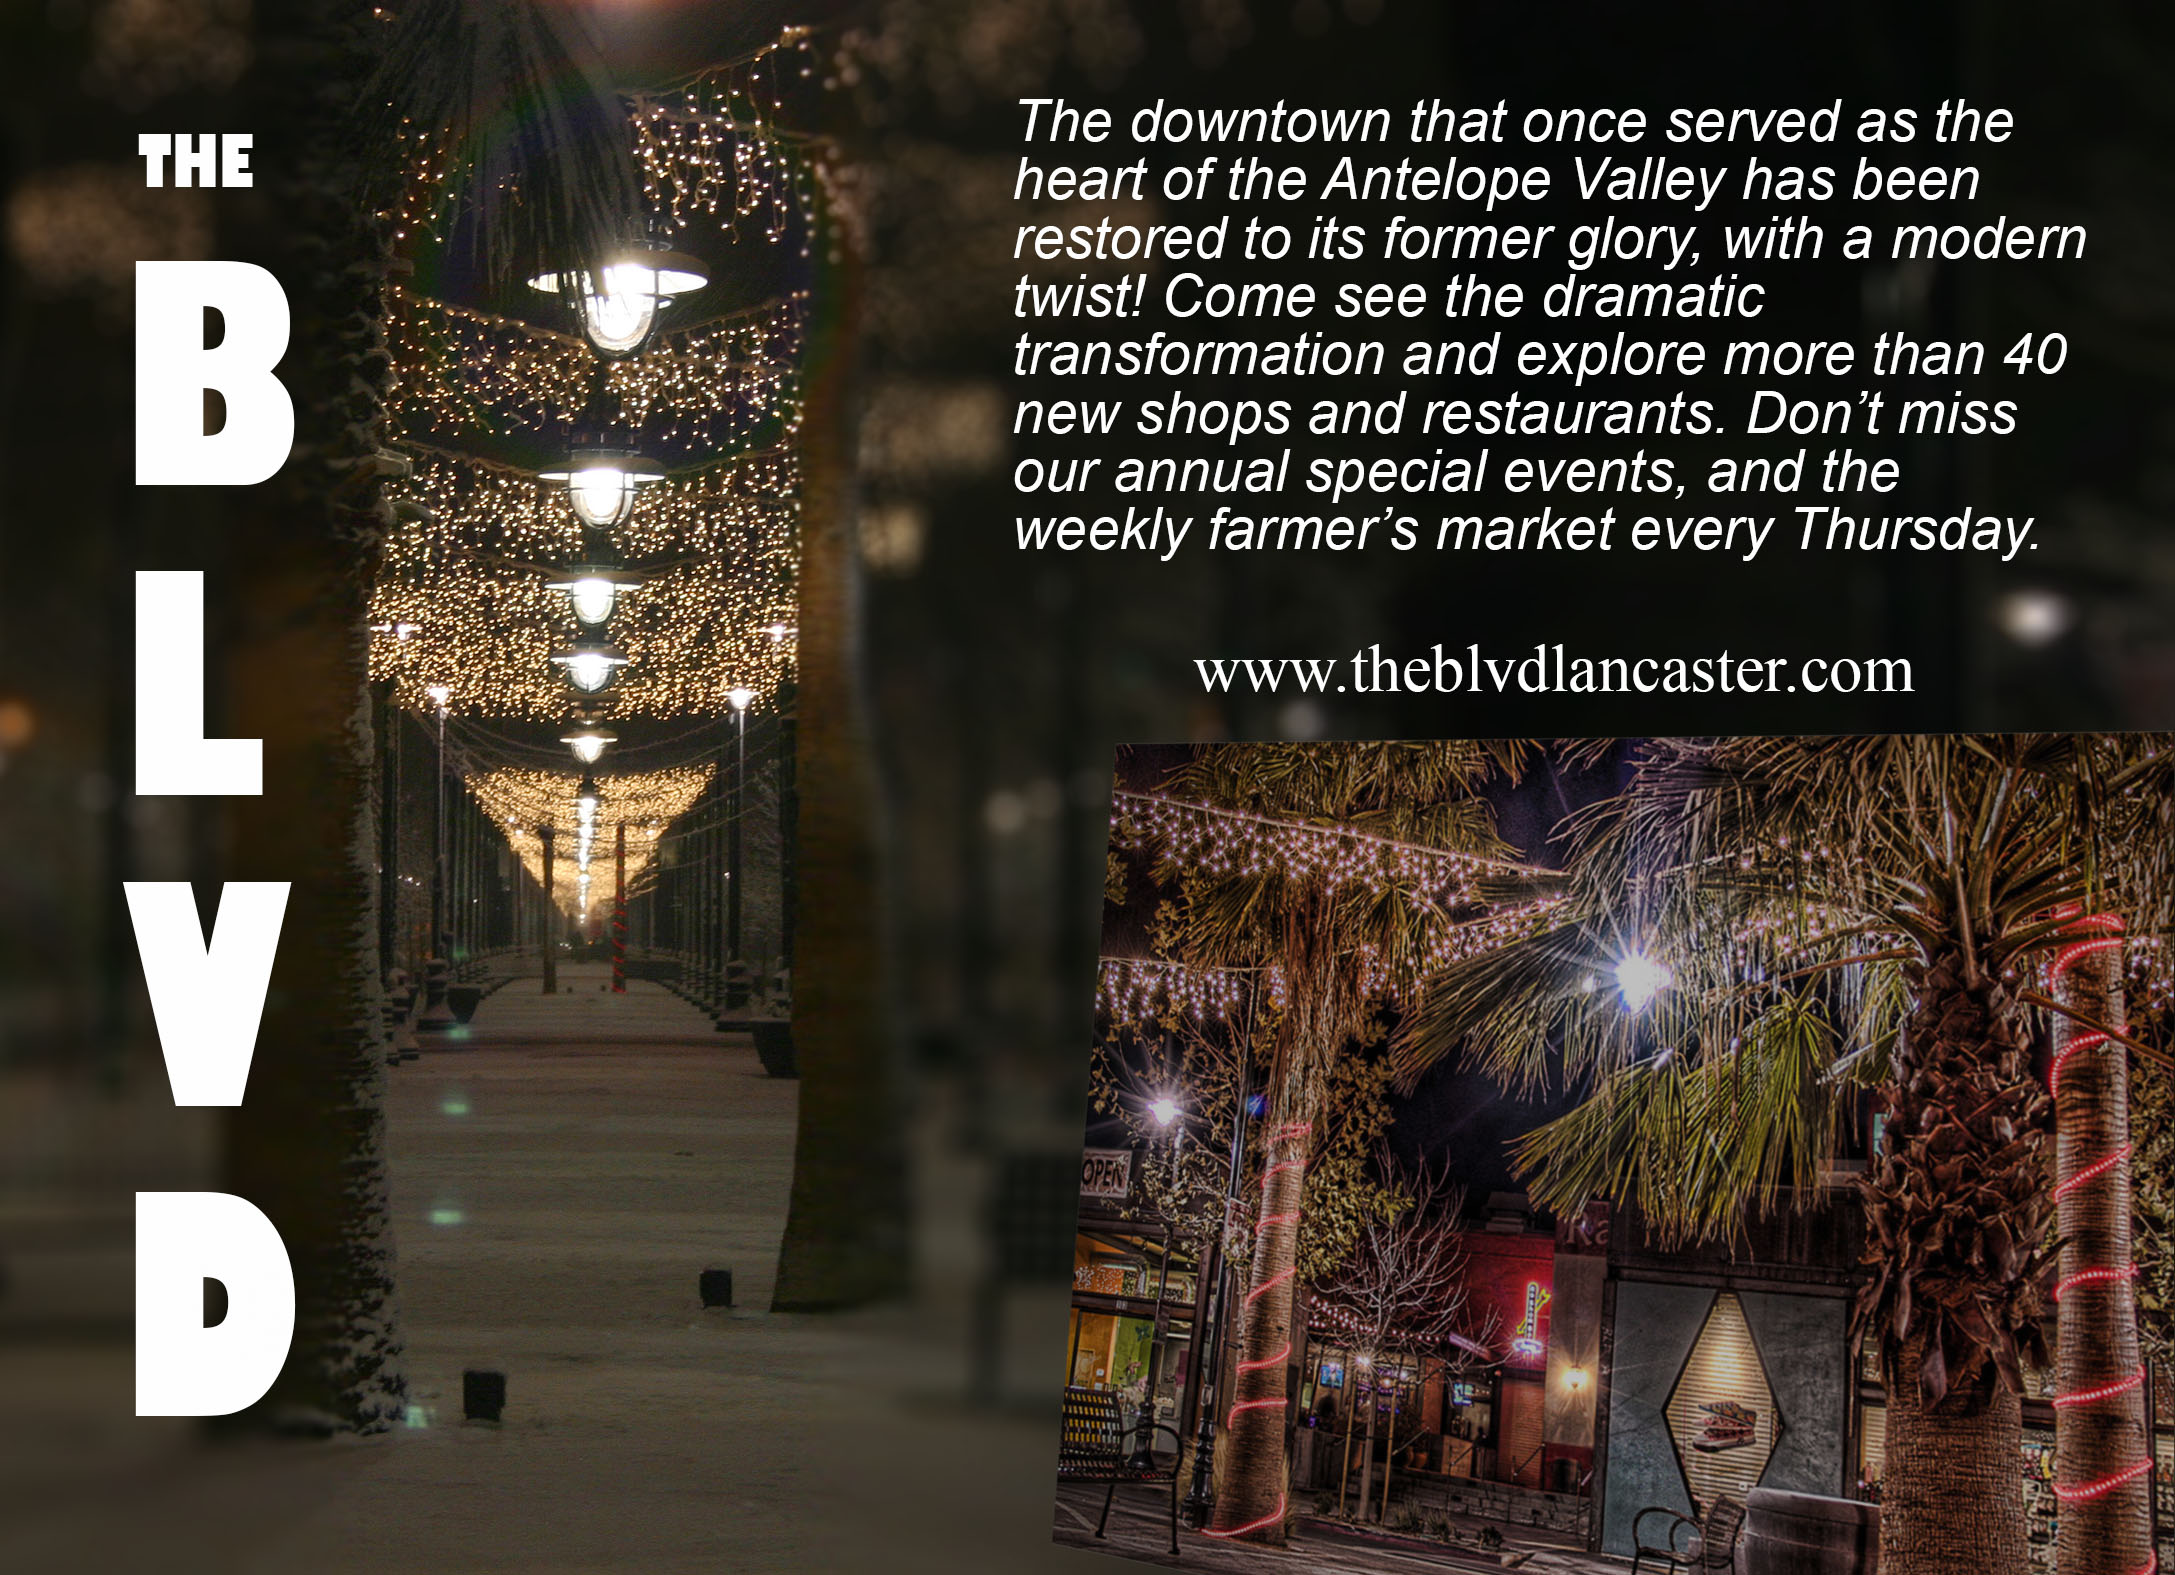 THE
B
L
V
D
The downtown that once served as the
heart of the Antelope Valley has been
restored to its former glory, with a modern
twist! Come see the dramatic
transformation and explore more than 40
new shops and restaurants. Don’t miss
our annual special events, and the
weekly farmer’s market every Thursday.
www.theblvdlancaster.com
OPEN